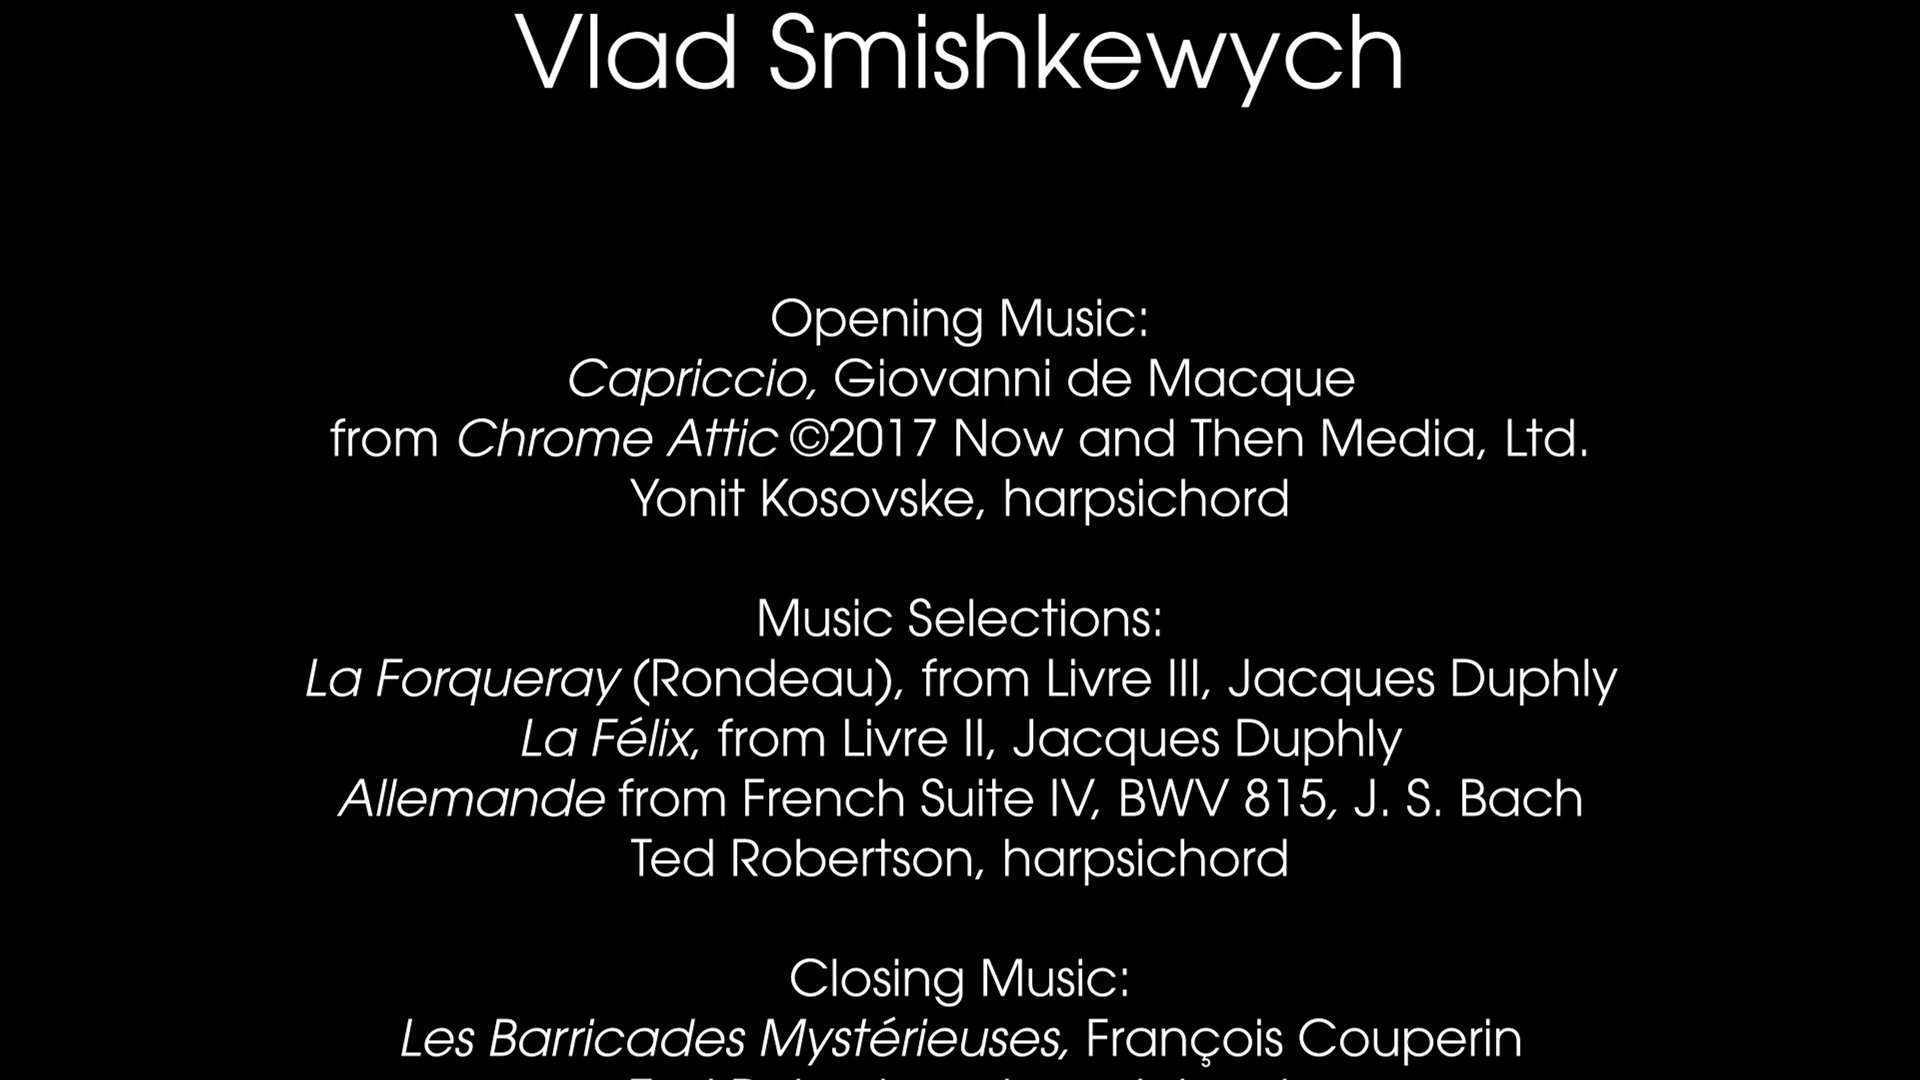 Vlad Smishkewych
Opening Music:
Capriccio, Giovanni de Macque
from Chrome Attic ©2017 Now and Then Media, Ltd.
Yonit Kosovske, harpsichord
Music Selections:
La Forqueray (Rondeau), from Livre III, Jacques Duphly
La Félix, from Livre II, Jacques Duphly
Allemande from French Suite IV, BWV 815, J. S. Bach
Ted Robertson, harpsichord
Closing Music:
Les Barricades Mystérieuses, François Couperin